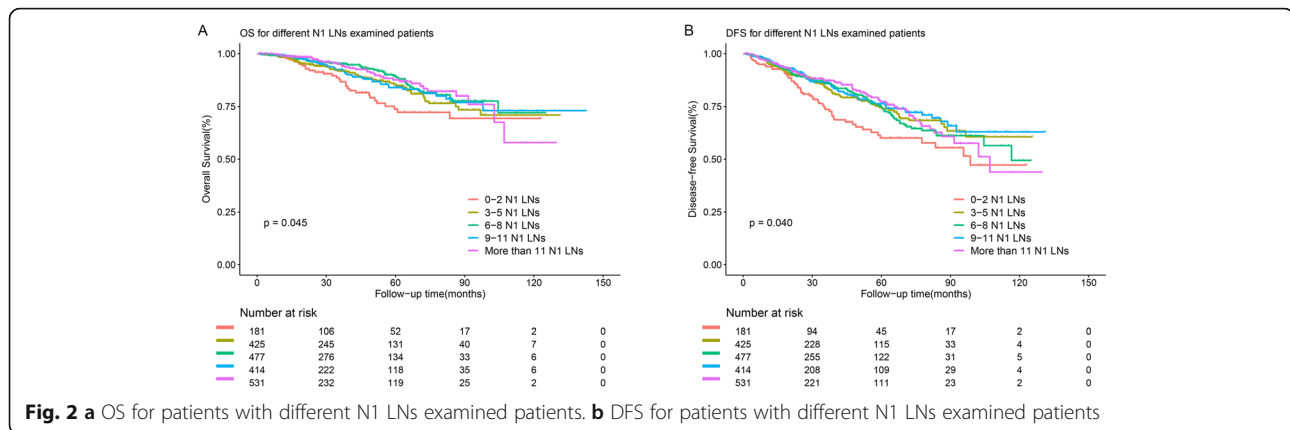 A
OS for different N1 LNs examined patients
1.00
0.75
0.50
0.25
0.00
Overall Survival(%)
0-2 N1 LNs
3-5 N1 LNs
6-8 N1 LNs
9-11 N1 LNs
More than 11 N1 LNs
p = 0.045
0 30 60 90 120 150
Follow-up time(months)
Number at risk
181 106 52 17 2 0
425 245 131 40 7 0
477 276 134 33 6 0
414 222 118 35 6 0
531 232 119 25 2 0
B
DFS for different N1 LNs examined patients
1.00
0.75
0.50
0.25
0.00
Disease-free Survival(%)
0-2 N1 LNs
3-5 N1 LNs
6-8 N1 LNs
9-11 N1 LNs
More than 11 N1 LNs
p = 0.040
0 30 60 90 120 150
Follow-up time(months)
Number at risk
181 94 45 17 2 0
425 228 115 33 4 0
477 255 122 31 5 0
414 208 109 29 4 0
531 221 111 23 2 0
Fig. 2 a OS for patients with different N1 LNs examined patients. b DFS for patients with different N1 LNs examined patients